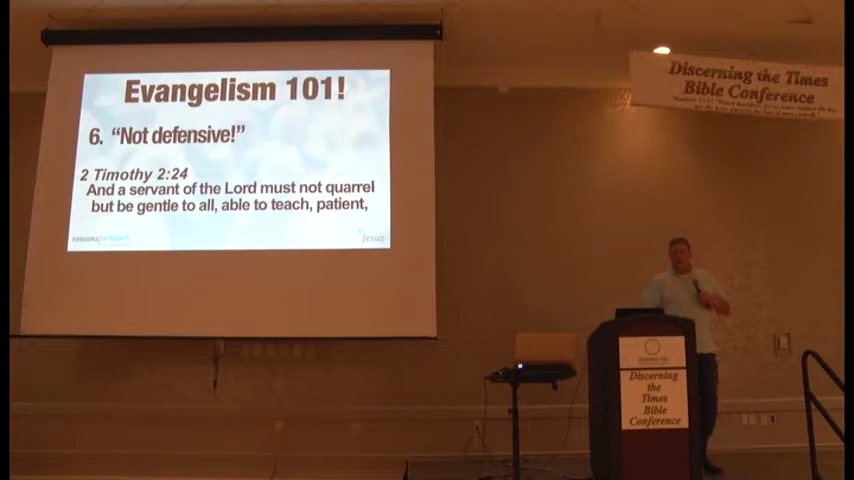 Evangelism 101!
6. "Not defensive!"
2 Timothy 2:24
And a servant of the Lord must not quarrel
but be gentle to all, able to teach, patient,
Jesus
Discerning the Times
Bible Conference
Discerning
the
Times
Bible
Conference